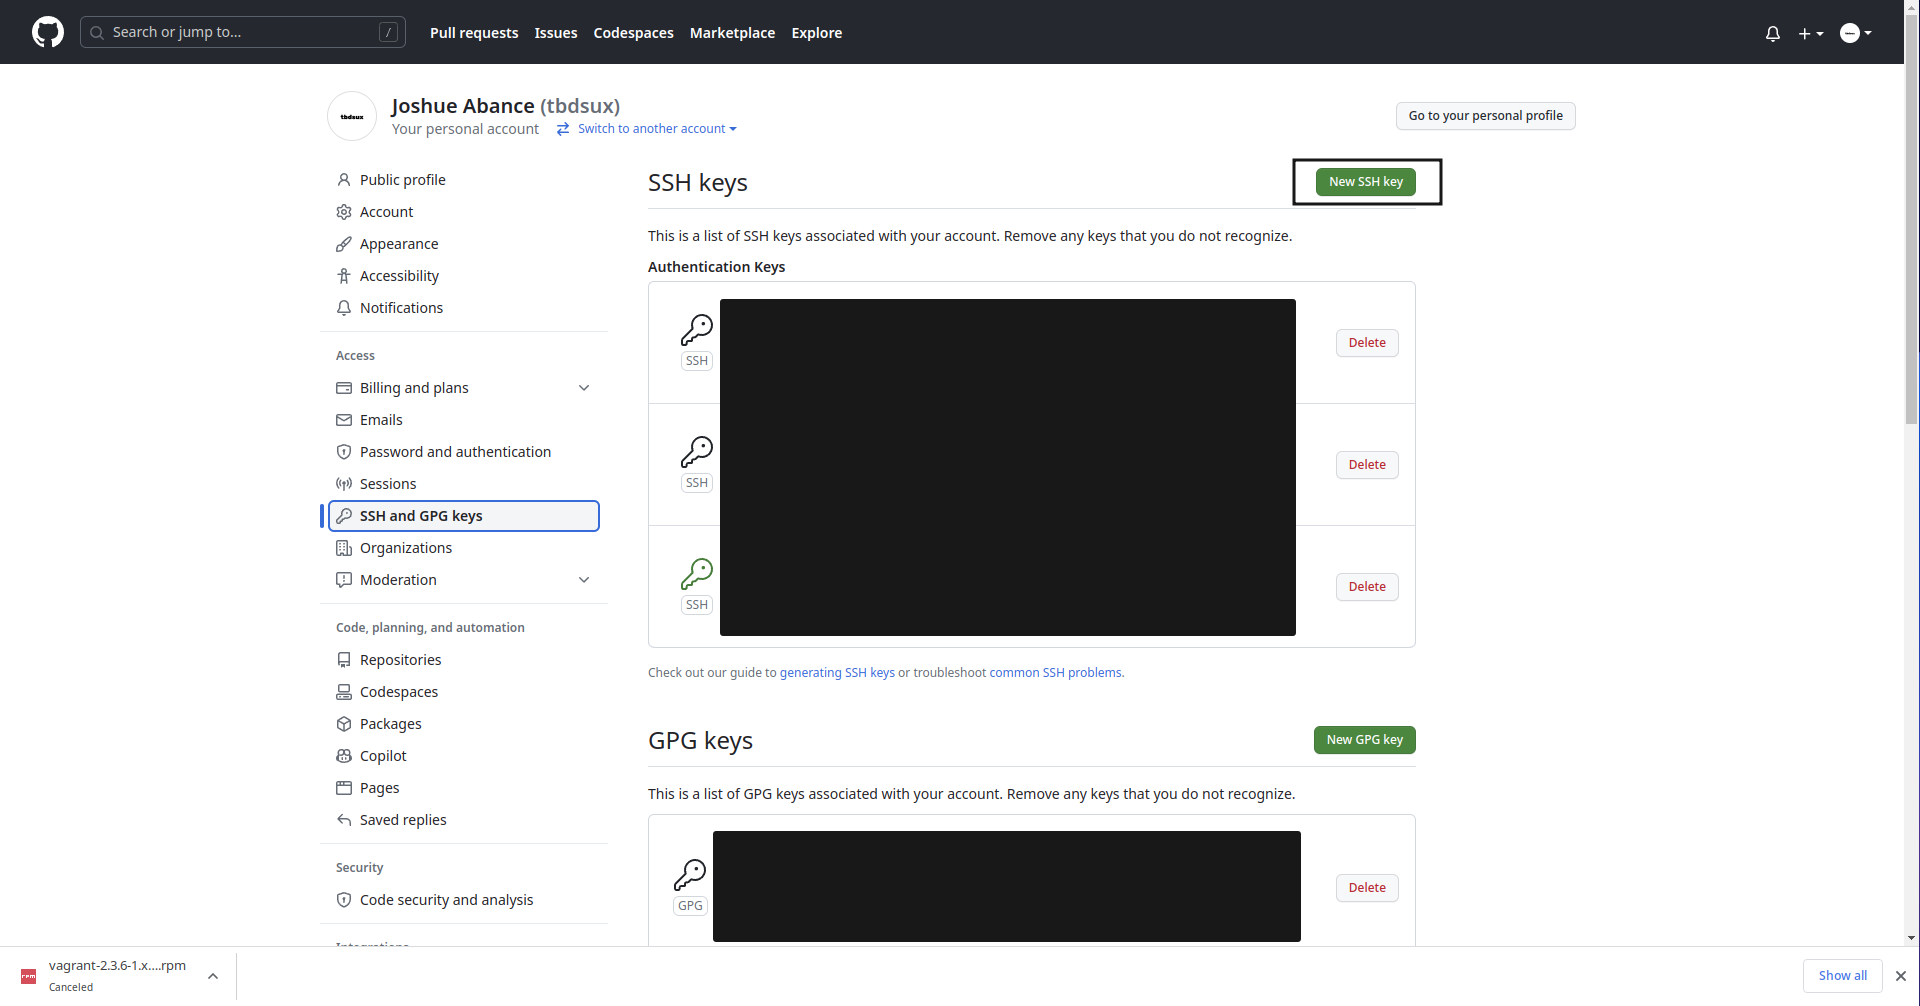 Search or jump to...
/
Pull requests
Issues
Codespaces
Marketplace
Explore
tbdsux
Joshue Abance (tbdsux)
Your personal account
Switch to another account
Go to your personal profile
Public profile
Account
Appearance
Accessibility
Notifications
Access
Billing and plans
Emails
Password and authentication
Sessions
SSH and GPG keys
Organizations
Moderation
Code, planning, and automation
Repositories
Codespaces
Packages
Copilot
Pages
Saved replies
Security
Code security and analysis
Integrations
SSH keys
New SSH key
This is a list of SSH keys associated with your account. Remove any keys that you do not recognize.
Authentication Keys
SSH
Delete
SSH
Delete
SSH
Delete
Check out our guide to generating SSH keys or troubleshoot common SSH problems.
GPG keys
New GPG key
This is a list of GPG keys associated with your account. Remove any keys that you do not recognize.
GPG
Delete
rpm
vagrant-2.3.6-1.x....rpm
Canceled
Show all